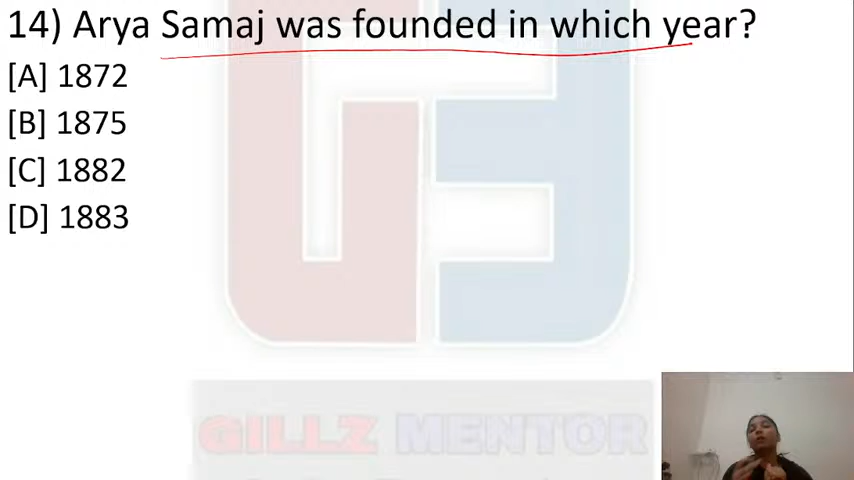 14) Arya Samaj was founded in which year?
[A] 1872
[B] 1875
[C] 1882
[D] 1883
GILLZ MENTOR